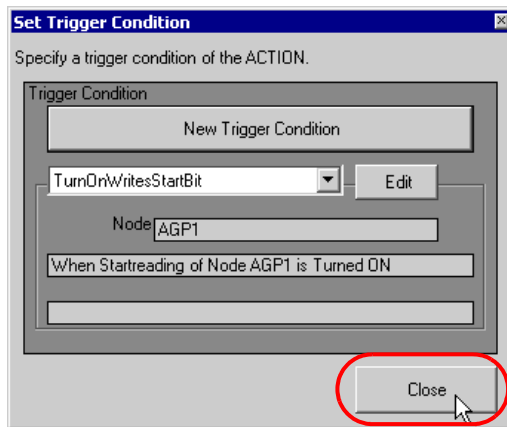 Set Trigger Condition
Specify a trigger condition of the ACTION.
Trigger Condition
New Trigger Condition
TurnOnWritesStartBit
Edit
Node AGP1
When Startreading of Node AGP1 is Turned ON
Close